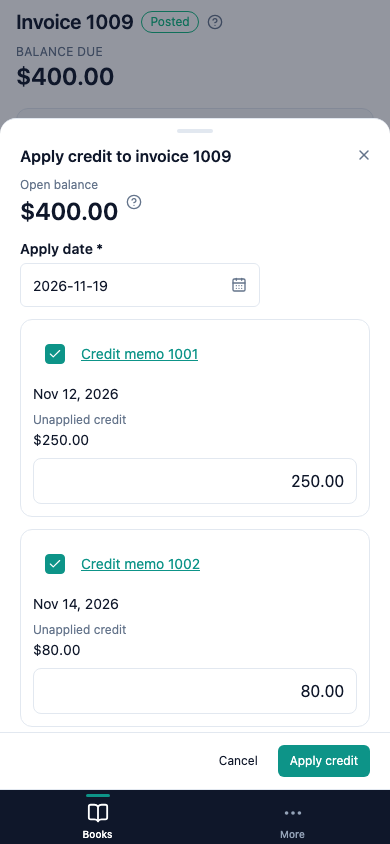 Invoice 1009 Posted
BALANCE DUE
$400.00
Apply credit to invoice 1009
Open balance
$400.00
Apply date *
2026-11-19
Credit memo 1001
Nov 12, 2026
Unapplied credit
$250.00
250.00
Credit memo 1002
Nov 14, 2026
Unapplied credit
$80.00
80.00
Cancel Apply credit
Books More